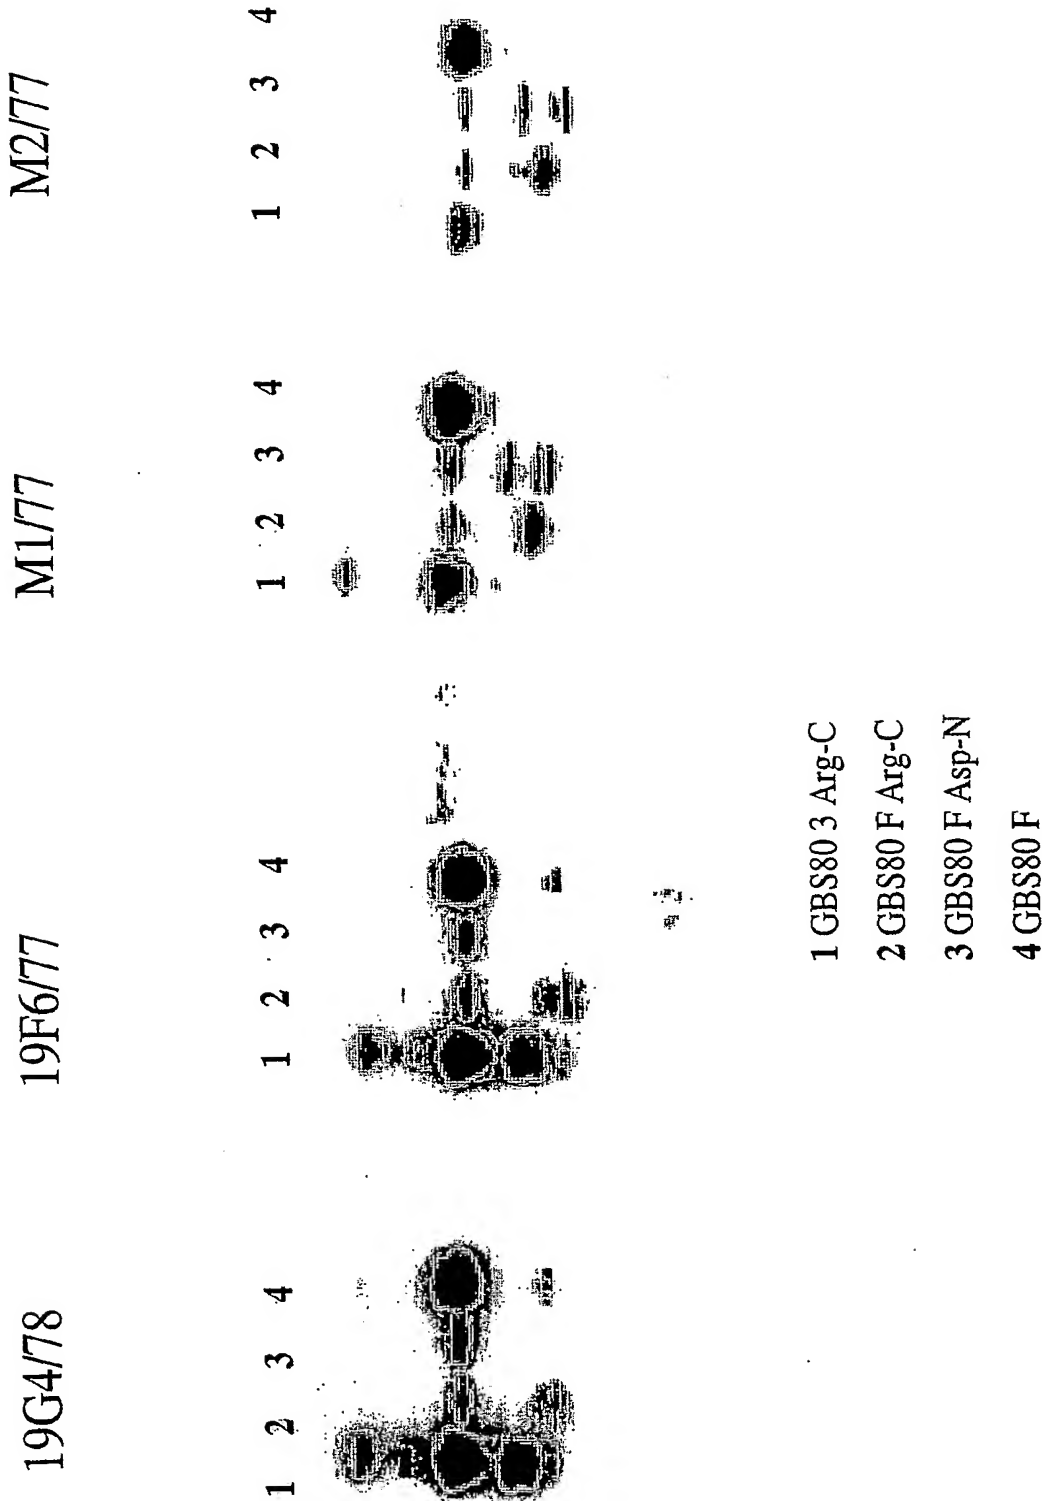 19G4/78
1 2 3 4
19F6/77
1 2 3 4
M1/77
1 2 3 4
M2/77
1 2 3 4
1 GBS80 3 Arg-C
2 GBS80 F Arg-C
3 GBS80 F Asp-N
4 GBS80 F